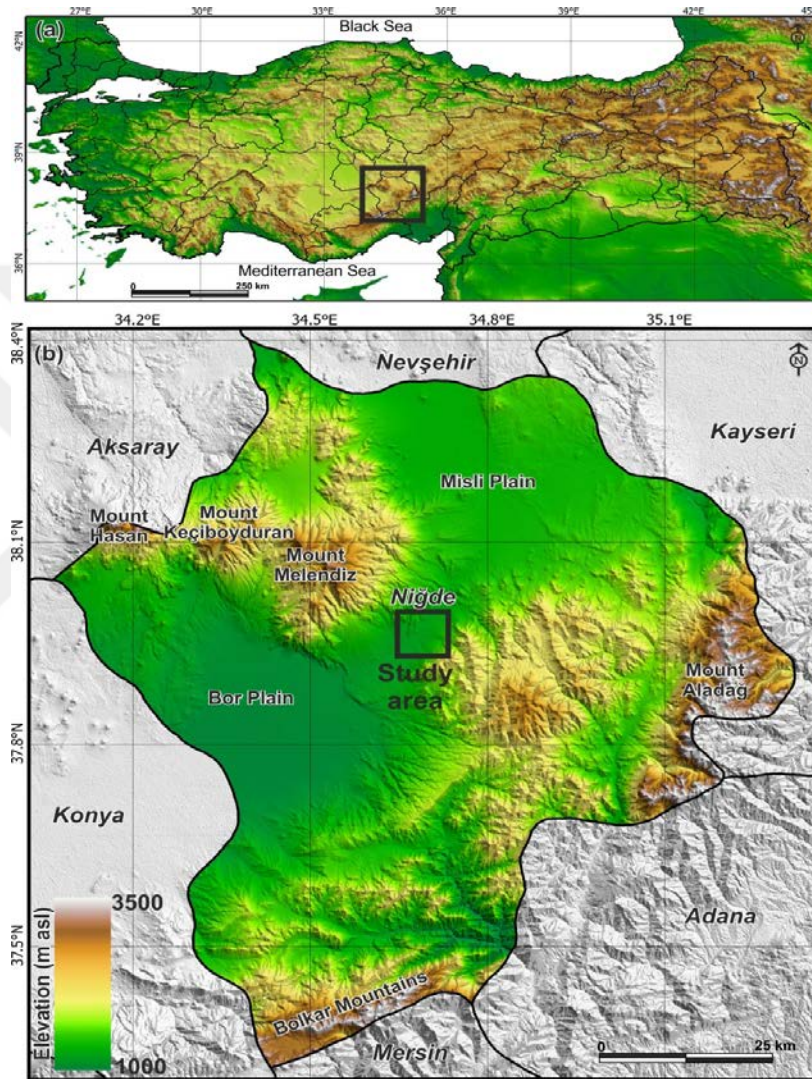 27°E 30°E 33°E 36°E 39°E 42°E
(a)
Black Sea
N
42°N
39°N
36°N
Mediterranean Sea
0 250 km
34.2°E 34.5°E 34.8°E 35.1°E
38.4°N
(b)
Nevşehir
N
Aksaray
Kayseri
Misli Plain
Mount
Hasan
Mount
Keçiboyduran
38.1°N
Mount
Melendiz
Niğde
Study
area
Mount
Aladağ
Bor Plain
37.8°N
Konya
3500
Elevation (m asl)
1000
Adana
37.5°N
Bolkar Mountains
Mersin
0 25 km